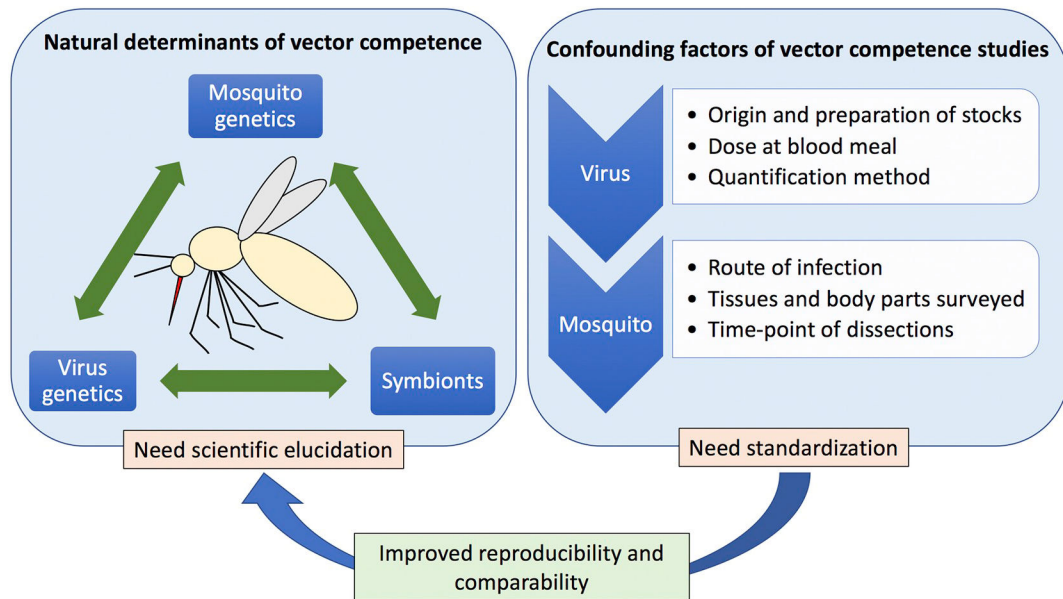 Natural determinants of vector competence
Mosquito
genetics
Virus
genetics
Symbionts
Need scientific elucidation
Confounding factors of vector competence studies
Virus
• Origin and preparation of stocks
• Dose at blood meal
• Quantification method
Mosquito
• Route of infection
• Tissues and body parts surveyed
• Time-point of dissections
Need standardization
Improved reproducibility and
comparability